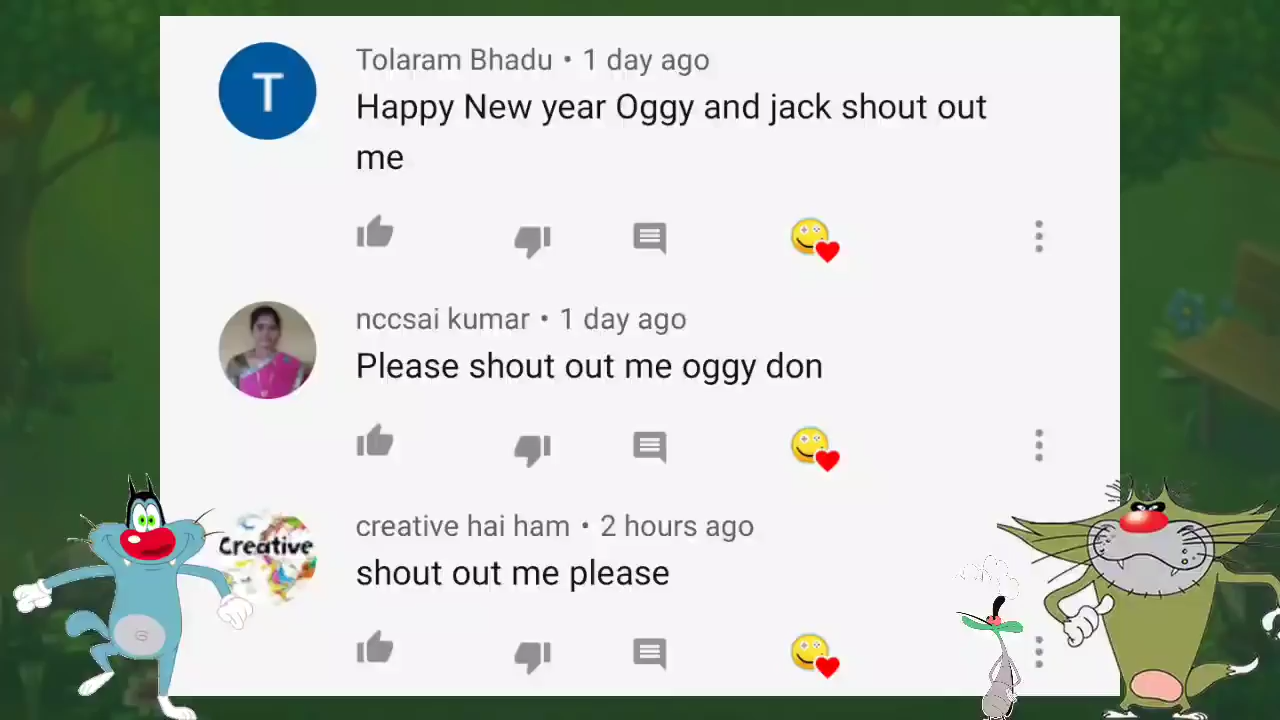 T
Tolaram Bhadu • 1 day ago
Happy New year Oggy and jack shout out
me
nccsai kumar • 1 day ago
Please shout out me oggy don
Creative
creative hai ham • 2 hours ago
shout out me please